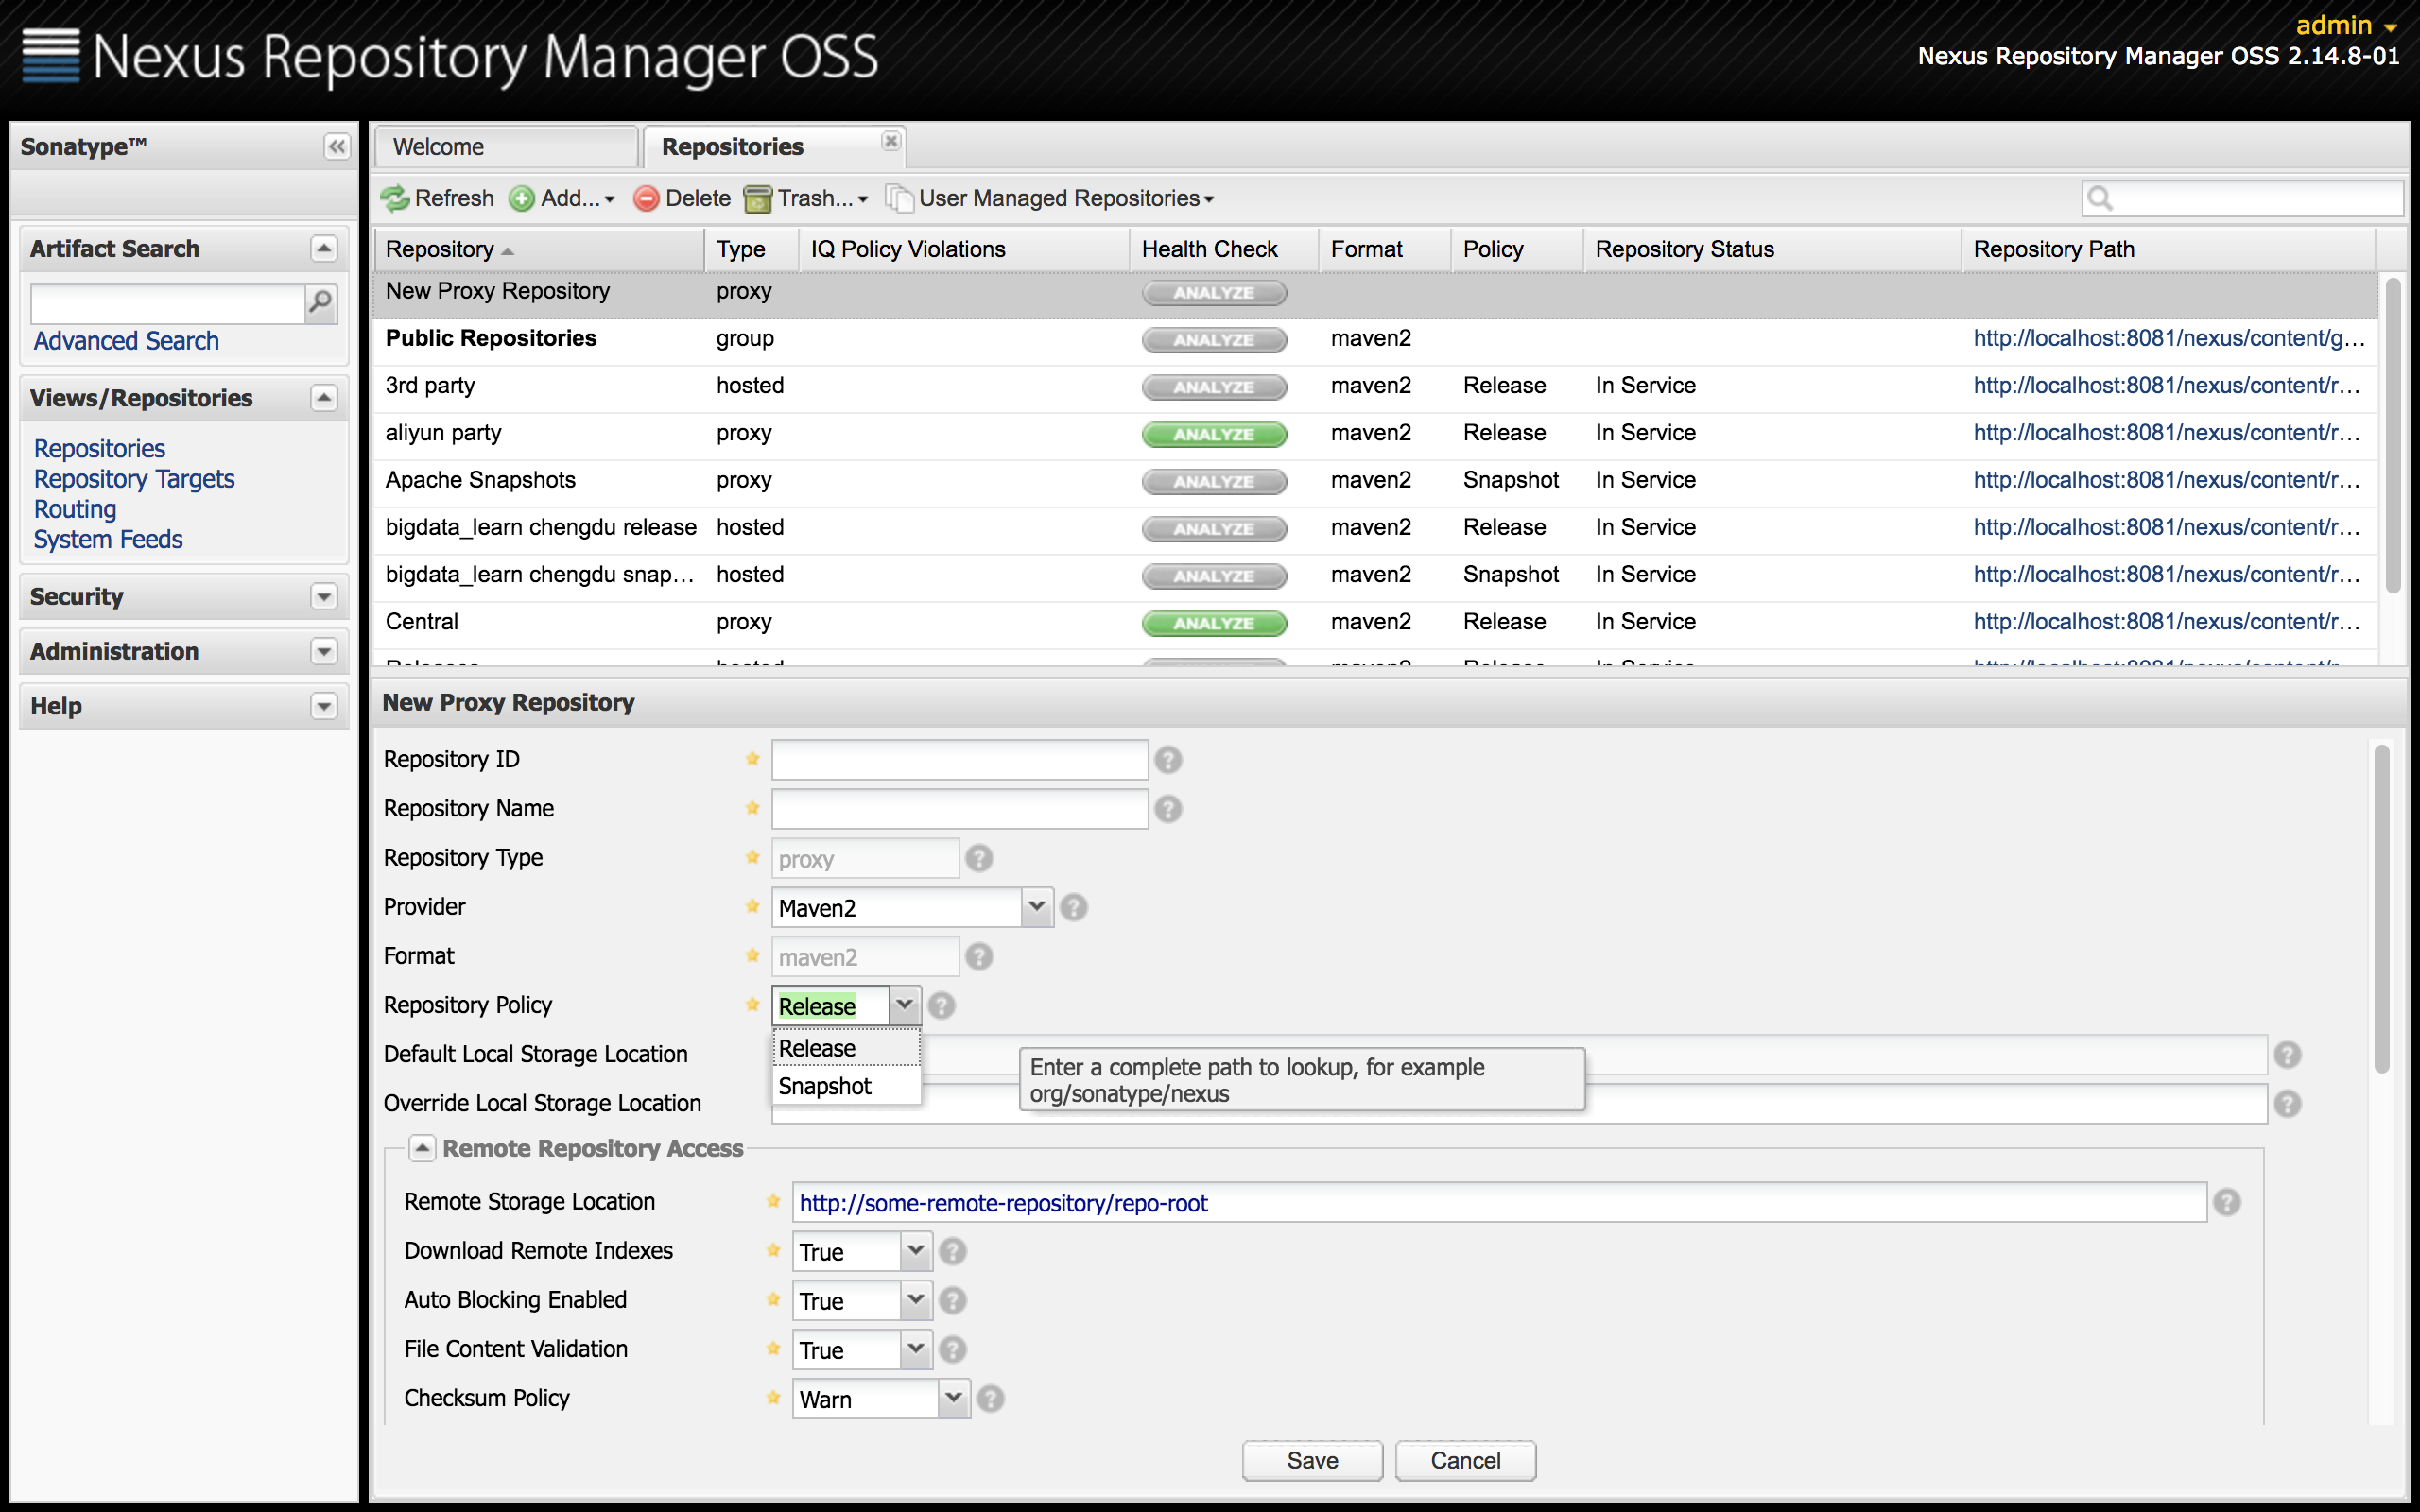 Nexus Repository Manager OSS
admin
Nexus Repository Manager OSS 2.14.8-01
Sonatype™
Welcome
Repositories
Refresh Add... Delete Trash... User Managed Repositories
Artifact Search
Advanced Search
Views/Repositories
Repositories
Repository Targets
Routing
System Feeds
Security
Administration
Help
Repository Type IQ Policy Violations Health Check Format Policy Repository Status Repository Path
New Proxy Repository proxy ANALYZE
Public Repositories group ANALYZE maven2 http://localhost:8081/nexus/content/g...
3rd party hosted ANALYZE maven2 Release In Service http://localhost:8081/nexus/content/r...
aliyun party proxy ANALYZE maven2 Release In Service http://localhost:8081/nexus/content/r...
Apache Snapshots proxy ANALYZE maven2 Snapshot In Service http://localhost:8081/nexus/content/r...
bigdata_learn chengdu release hosted ANALYZE maven2 Release In Service http://localhost:8081/nexus/content/r...
bigdata_learn chengdu snap... hosted ANALYZE maven2 Snapshot In Service http://localhost:8081/nexus/content/r...
Central proxy ANALYZE maven2 Release In Service http://localhost:8081/nexus/content/r...
New Proxy Repository
Repository ID
Repository Name
Repository Type proxy
Provider Maven2
Format maven2
Repository Policy Release
Release
Snapshot
Default Local Storage Location
Enter a complete path to lookup, for example
org/sonatype/nexus
Override Local Storage Location
Remote Repository Access
Remote Storage Location http://some-remote-repository/repo-root
Download Remote Indexes True
Auto Blocking Enabled True
File Content Validation True
Checksum Policy Warn
Save Cancel